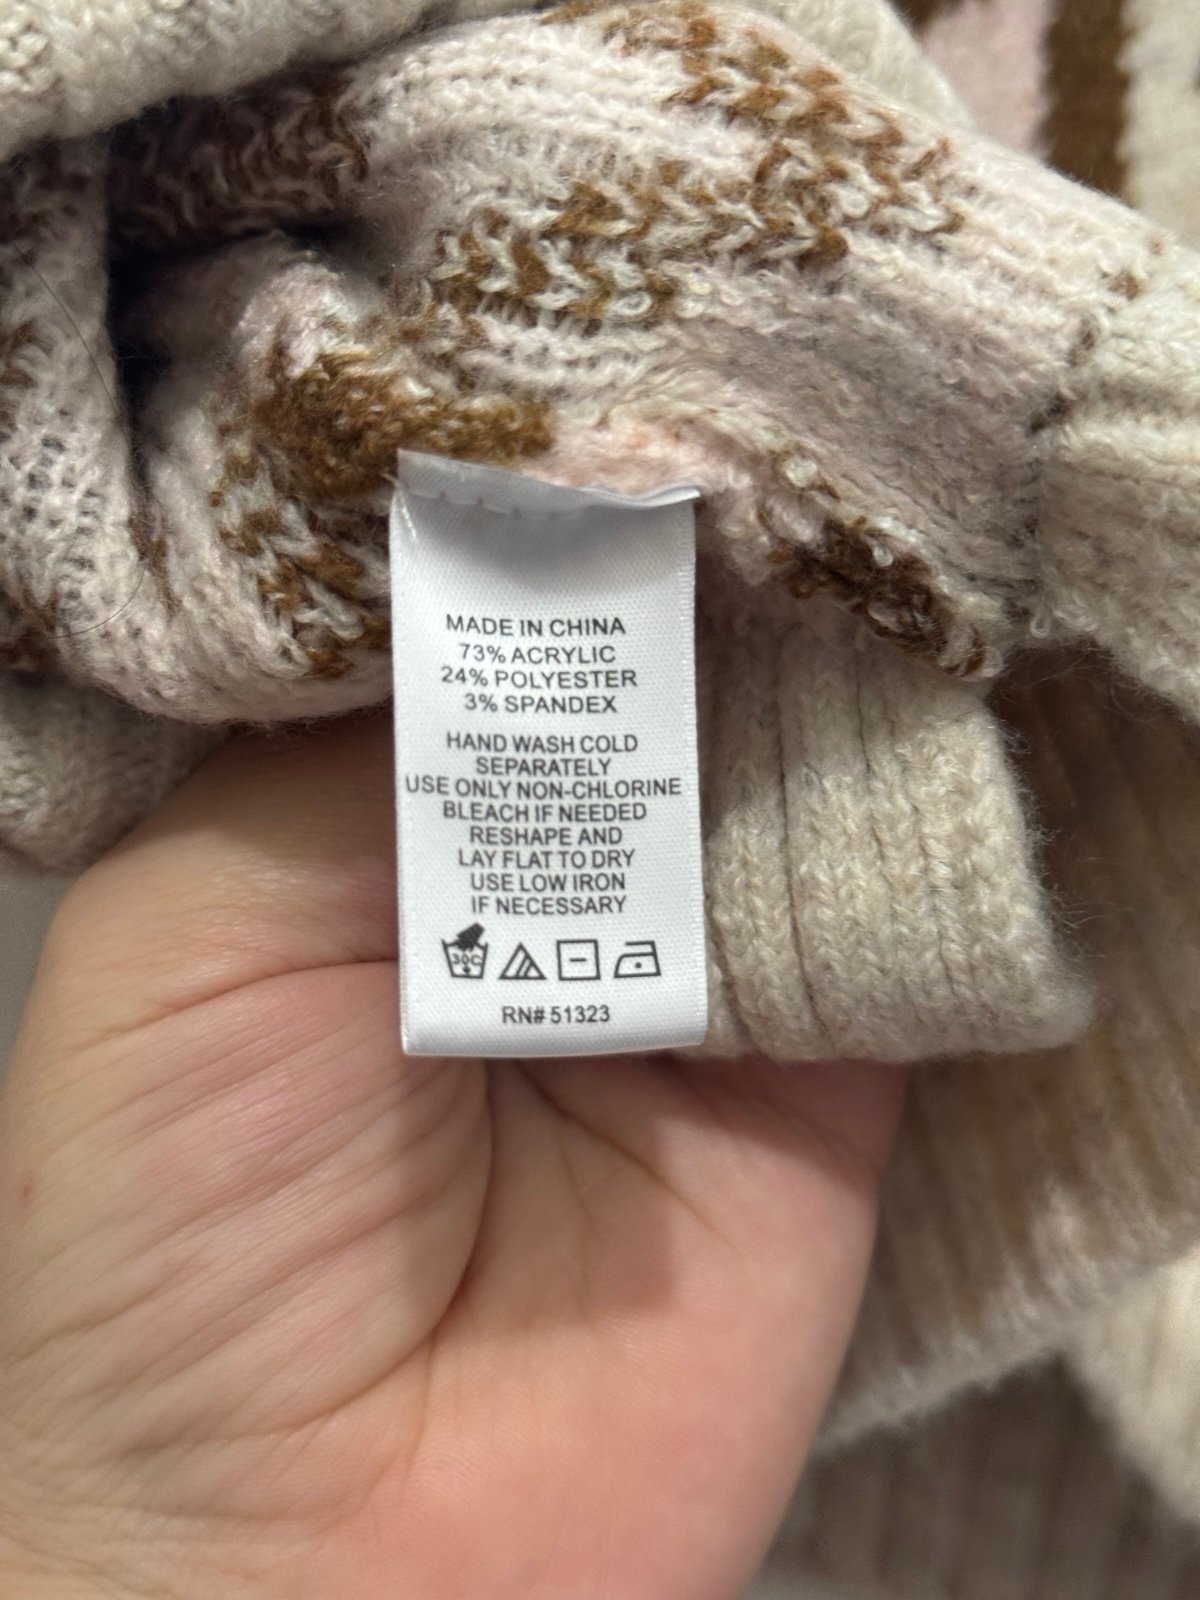 MADE IN CHINA
73% ACRYLIC
24% POLYESTER
3% SPANDEX
HAND WASH COLD
SEPARATELY
USE ONLY NON-CHLORINE
BLEACH IF NEEDED
RESHAPE AND
LAY FLAT TO DRY
USE LOW IRON
IF NECESSARY
30C
RN# 51323